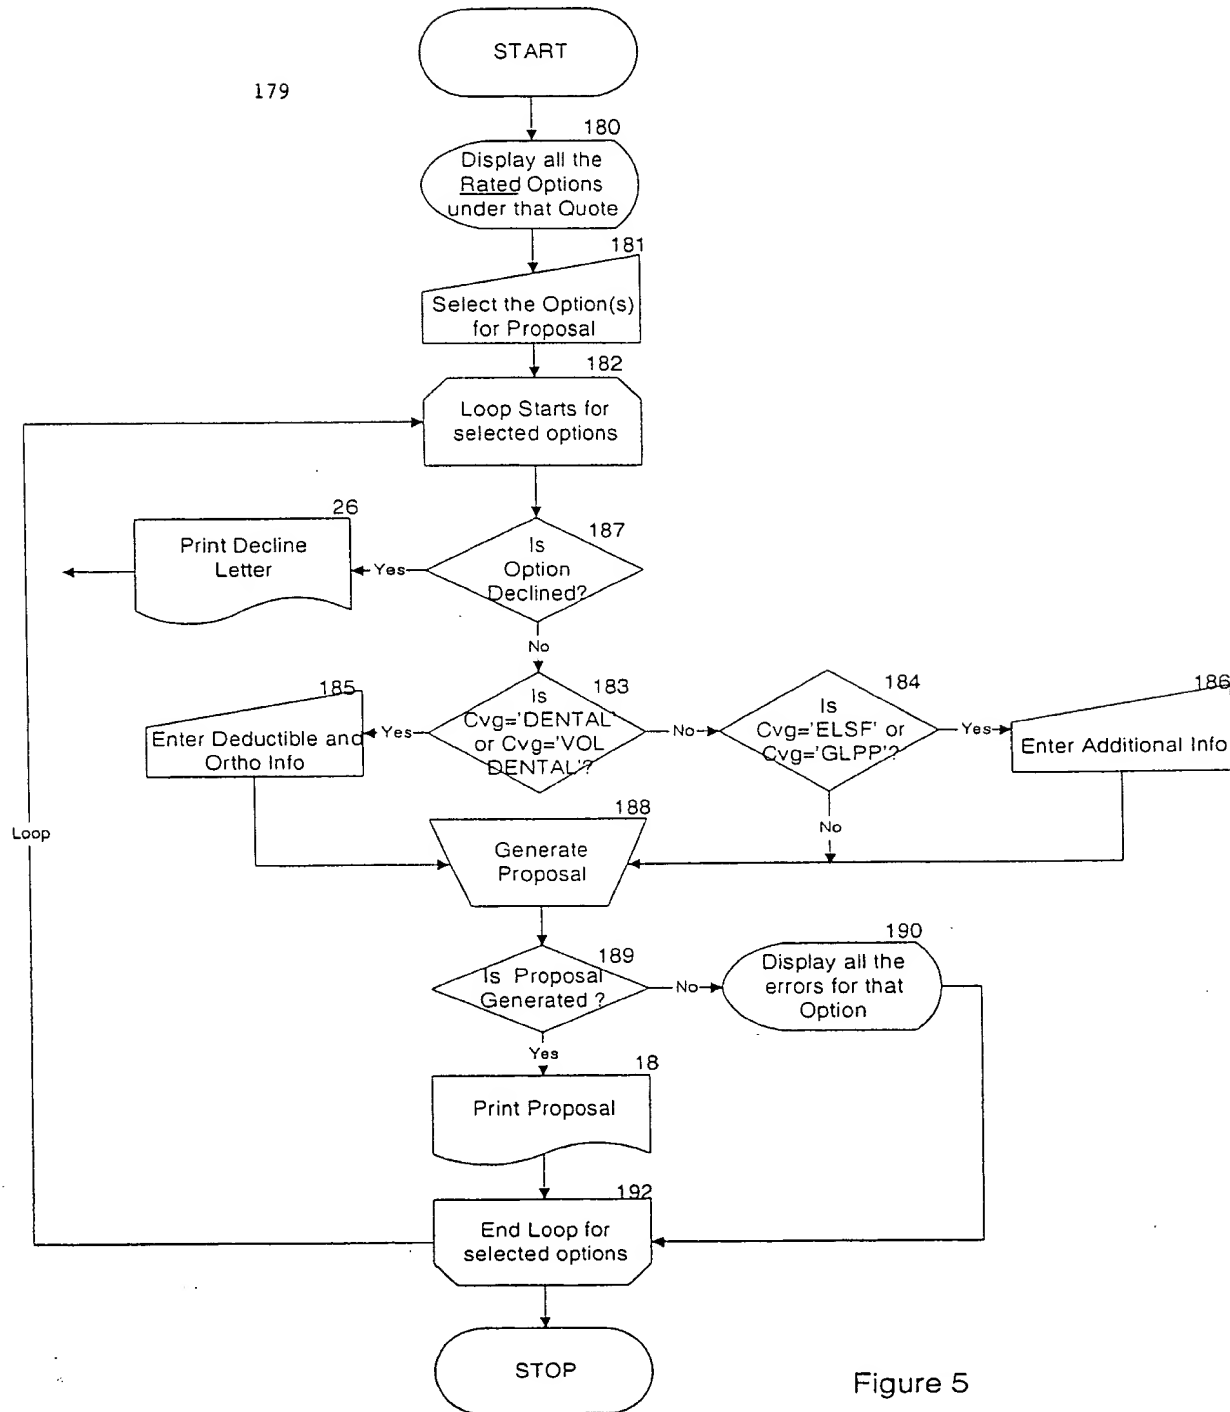 START
179
180
Display all the
Rated Options
under that Quote
181
Select the Option(s)
for Proposal
182
Loop Starts for
selected options
26
Print Decline
Letter
Yes
187
Is
Option
Declined?
No
185
Enter Deductible and
Ortho Info
Yes
183
Is
Cvg='DENTAL'
or Cvg='VOL
DENTAL'?
No
184
Is
Cvg='ELSF' or
Cvg='GLPP'?
Yes
186
Enter Additional Info
No
Loop
188
Generate
Proposal
189
Is Proposal
Generated ?
No
190
Display all the
errors for that
Option
Yes
18
Print Proposal
192
End Loop for
selected options
STOP
Figure 5